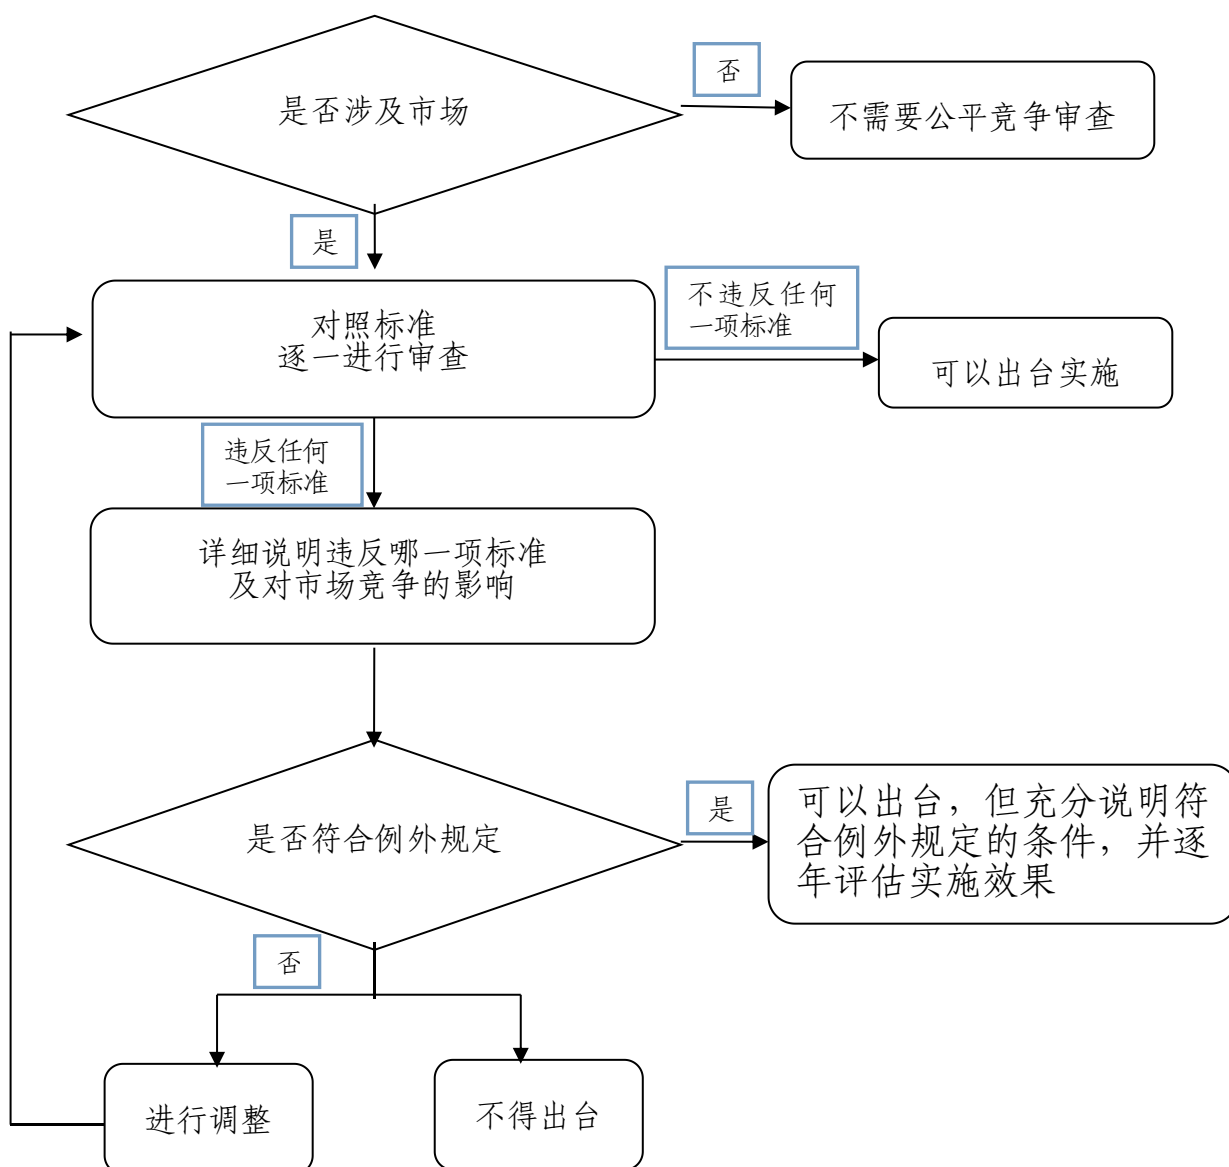 是否涉及市场
否
不需要公平竞争审查
是
对照标准
逐一进行审查
不违反任何
一项标准
可以出台实施
违反任何
一项标准
详细说明违反哪一项标准
及对市场竞争的影响
是否符合例外规定
是
可以出台，但充分说明符
合例外规定的条件，并逐
年评估实施效果
否
进行调整
不得出台